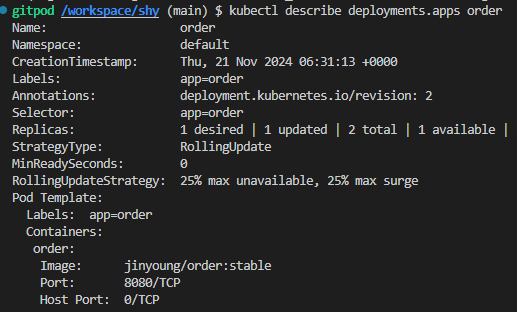 gitpod /workspace/shy (main) $ kubectl describe deployments.apps order
Name:                   order
Namespace:              default
CreationTimestamp:      Thu, 21 Nov 2024 06:31:13 +0000
Labels:                 app=order
Annotations:            deployment.kubernetes.io/revision: 2
Selector:               app=order
Replicas:               1 desired | 1 updated | 2 total | 1 available |
StrategyType:           RollingUpdate
MinReadySeconds:        0
RollingUpdateStrategy:  25% max unavailable, 25% max surge
Pod Template:
  Labels:  app=order
  Containers:
   order:
    Image:      jinyoung/order:stable
    Port:       8080/TCP
    Host Port:  0/TCP